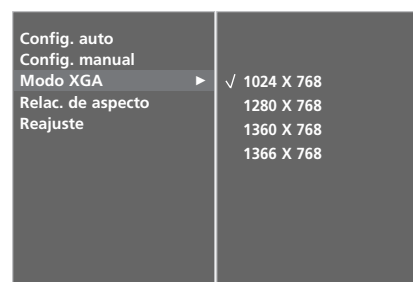 Config. auto
Config. manual
Modo XGA ►
Relac. de aspecto
Reajuste
√ 1024 X 768
1280 X 768
1360 X 768
1366 X 768